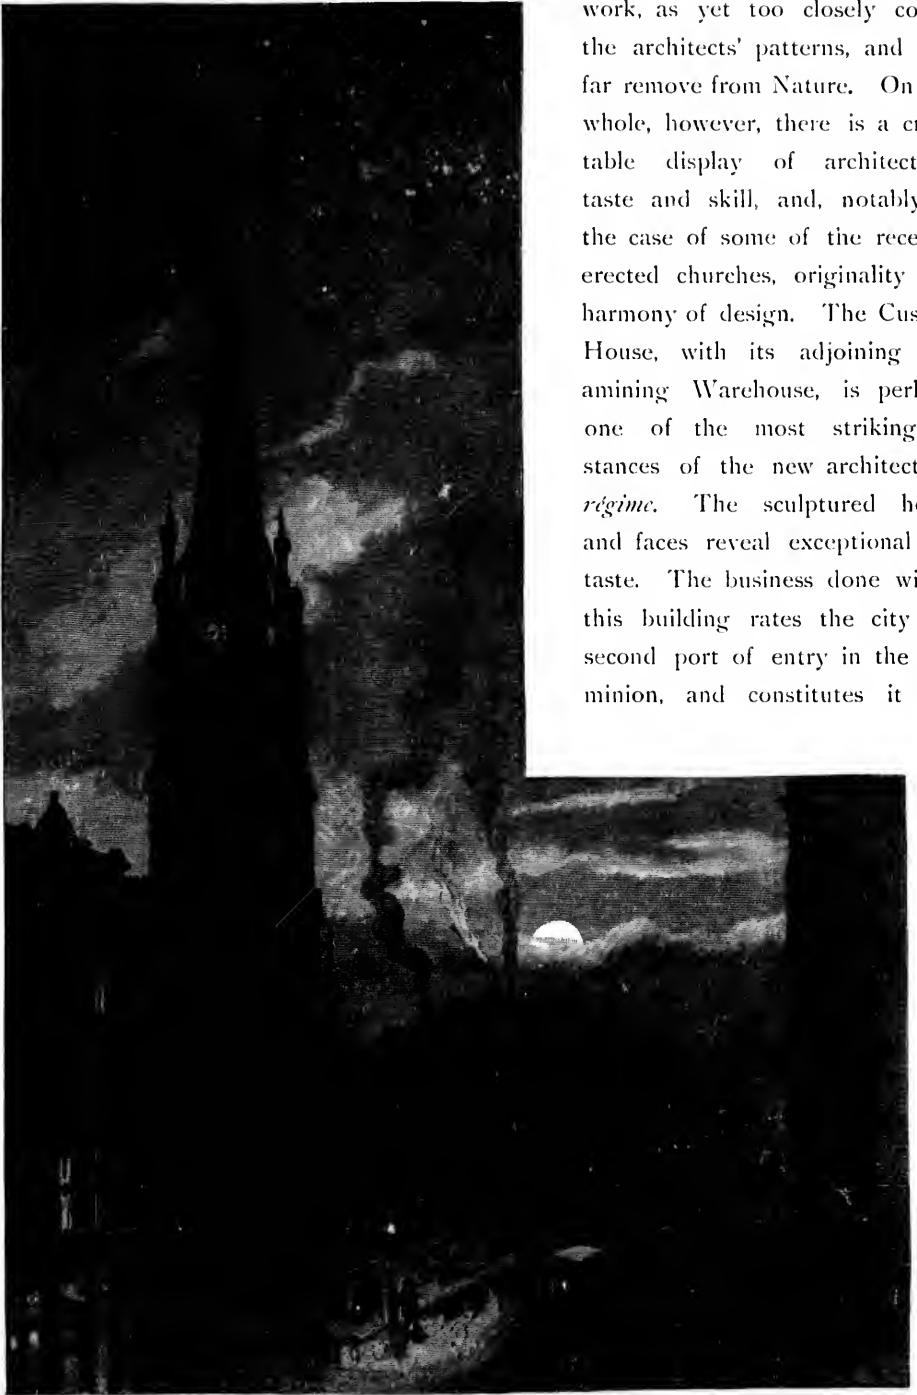 work, as yet too closely co
the architects' patterns, and
far remove from Nature. On
whole, however, there is a c
table display of architect
taste and skill, and, notably
the case of some of the rece
erected churches, originality
harmony of design. The Cus
House, with its adjoining
amining Warehouse, is perh
one of the most striking
stances of the new architect
régime. The sculptured he
and faces reveal exceptional
taste. The business done wi
this building rates the city
second port of entry in the
minion, and constitutes it